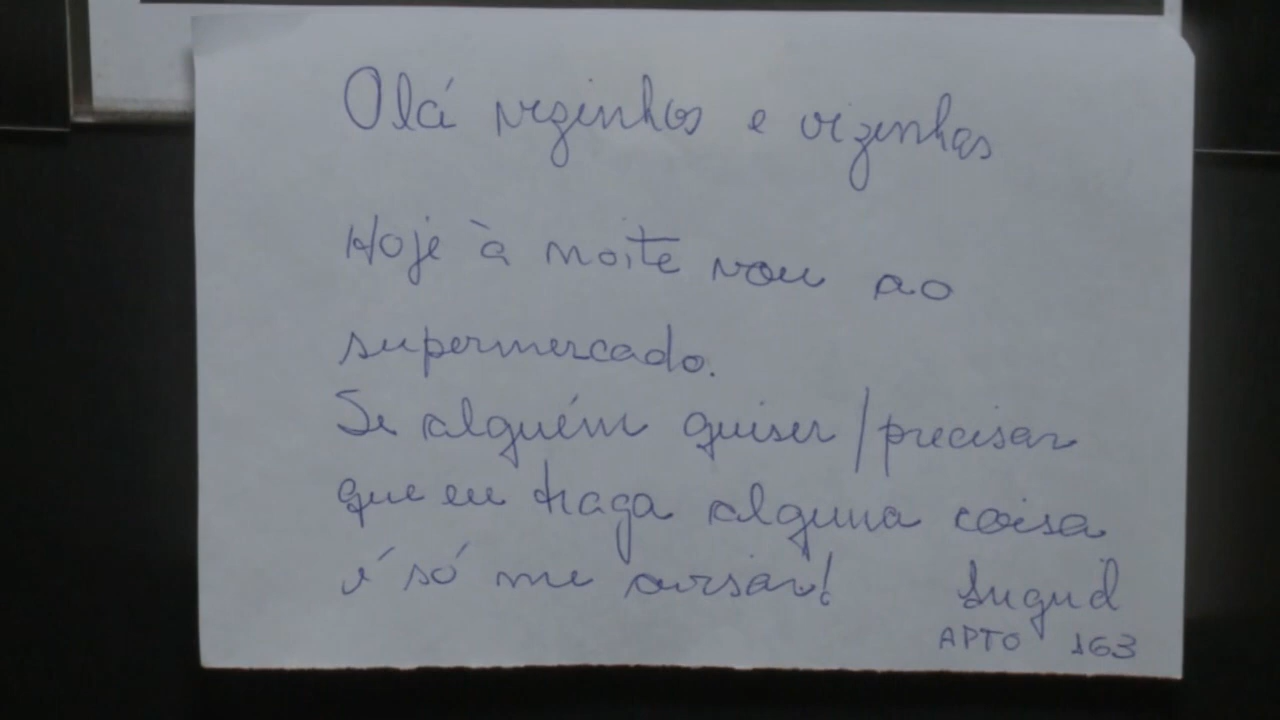 Olá vizinhos e vizinhas
Hoje à noite vou ao
supermercado.
Se alguém quiser / precisar
que eu traga alguma coisa
é só me avisar!
APTO 163